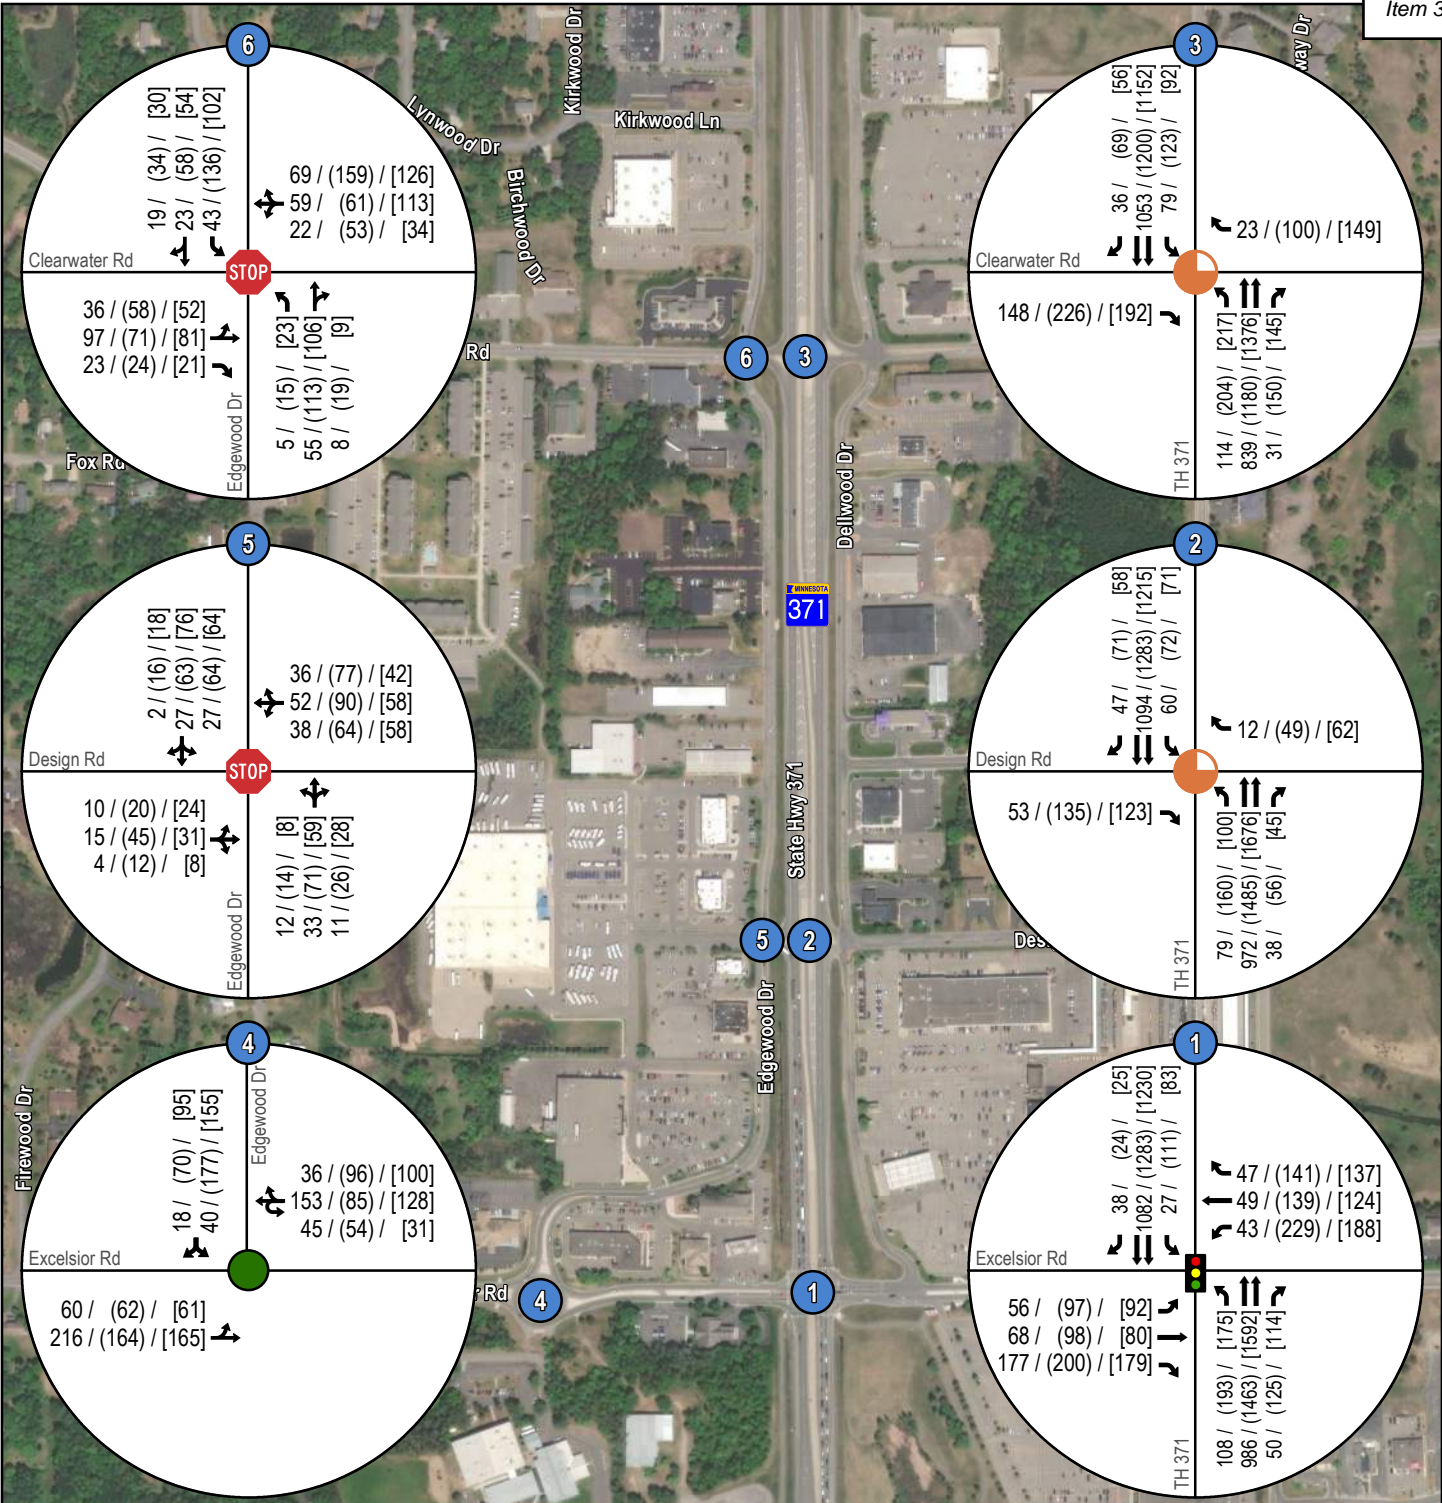 Item 3
6
19 / (34) / [30]
23 / (58) / [54]
43 / (136) / [102]
69 / (159) / [126]
59 / (61) / [113]
22 / (53) / [34]
Clearwater Rd
STOP
36 / (58) / [52]
97 / (71) / [81]
23 / (24) / [21]
5 / (15) / [23]
55 / (113) / [106]
8 / (19) / [9]
Edgewood Dr
Kirkwood Dr
Kirkwood Ln
Lynwood Dr
Birchwood Dr
Rd
Fox Rd
6
3
Dellwood Dr
MINNESOTA
371
State Hwy 371
3
way Dr
36 / (69) / [56]
1053 / (1200) / [1152]
79 / (123) / [92]
23 / (100) / [149]
Clearwater Rd
148 / (226) / [192]
114 / (204) / [217]
839 / (1180) / [1376]
31 / (150) / [145]
TH 371
5
2 / (16) / [18]
27 / (63) / [76]
27 / (64) / [64]
36 / (77) / [42]
52 / (90) / [58]
38 / (64) / [58]
Design Rd
STOP
10 / (20) / [24]
15 / (45) / [31]
4 / (12) / [8]
12 / (14) / [8]
33 / (71) / [59]
11 / (26) / [28]
Edgewood Dr
2
47 / (71) / [58]
1094 / (1283) / [1215]
60 / (72) / [71]
12 / (49) / [62]
Design Rd
53 / (135) / [123]
79 / (160) / [100]
972 / (1485) / [1676]
38 / (56) / [45]
TH 371
5
2
Des
Edgewood Dr
Firewood Dr
4
18 / (70) / [95]
40 / (177) / [155]
Edgewood Dr
36 / (96) / [100]
153 / (85) / [128]
45 / (54) / [31]
Excelsior Rd
60 / (62) / [61]
216 / (164) / [165]
Rd
4
1
1
38 / (24) / [25]
1082 / (1283) / [1230]
27 / (111) / [83]
47 / (141) / [137]
49 / (139) / [124]
43 / (229) / [188]
Excelsior Rd
56 / (97) / [92]
68 / (98) / [80]
177 / (200) / [179]
108 / (193) / [175]
986 / (1463) / [1592]
50 / (125) / [114]
TH 371